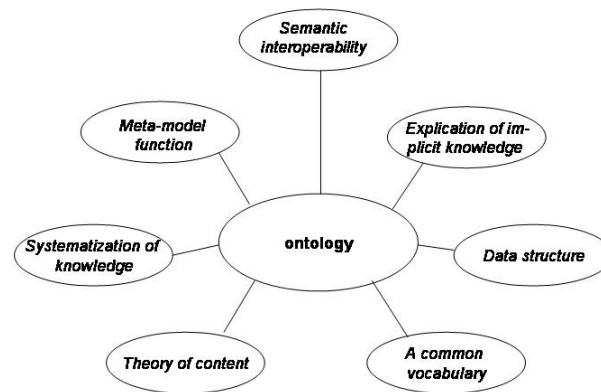 Semantic
interoperability
Meta-model
function
Explication of im-
plicit knowledge
ontology
Systematization of
knowledge
Data structure
Theory of content
A common
vocabulary